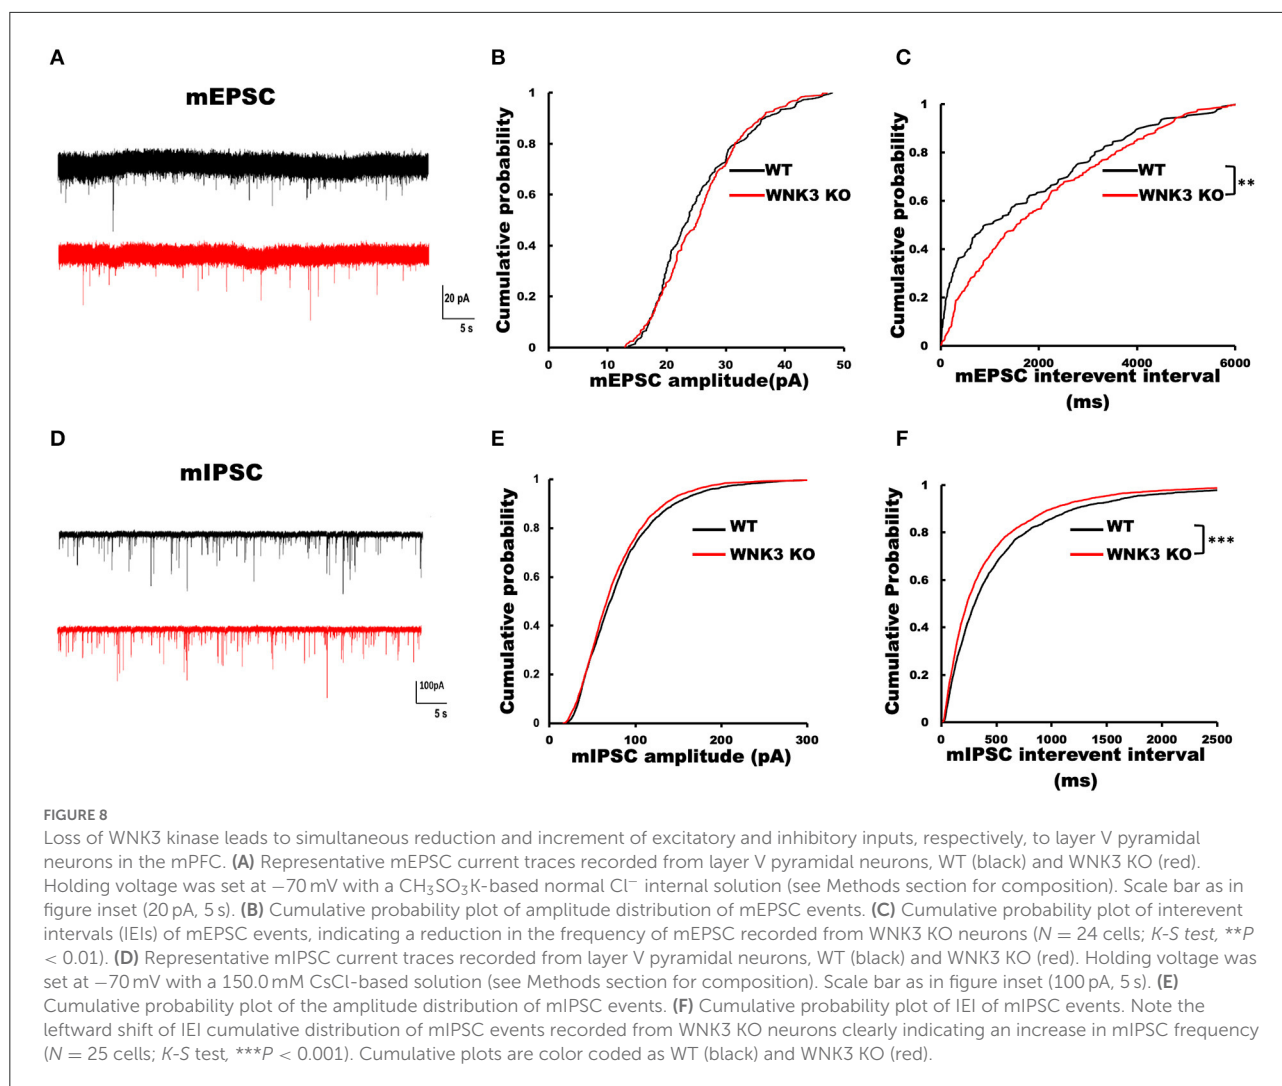 A
mEPSC
20 pA
5 s
B
Cumulative probability
1
0.8
0.6
0.4
0.2
0
0
10
20
30
40
50
WT
WNK3 KO
mEPSC amplitude(pA)
C
Cumulative probability
1
0.8
0.6
0.4
0.2
0
0
2000
4000
6000
WT
WNK3 KO
**
mEPSC interevent interval
(ms)
D
mIPSC
100pA
5 s
E
Cumulative probability
1
0.8
0.6
0.4
0.2
0
0
100
200
300
WT
WNK3 KO
mIPSC amplitude (pA)
F
Cumulative Probability
1
0.8
0.6
0.4
0.2
0
0
500
1000
1500
2000
2500
WT
WNK3 KO
***
mIPSC interevent interval
(ms)
FIGURE 8
Loss of WNK3 kinase leads to simultaneous reduction and increment of excitatory and inhibitory inputs, respectively, to layer V pyramidal
neurons in the mPFC. (A) Representative mEPSC current traces recorded from layer V pyramidal neurons, WT (black) and WNK3 KO (red).
Holding voltage was set at −70 mV with a CH₃SO₃K-based normal Cl⁻ internal solution (see Methods section for composition). Scale bar as in
figure inset (20 pA, 5 s). (B) Cumulative probability plot of amplitude distribution of mEPSC events. (C) Cumulative probability plot of interevent
intervals (IEIs) of mEPSC events, indicating a reduction in the frequency of mEPSC recorded from WNK3 KO neurons (N = 24 cells; K-S test, **P
< 0.01). (D) Representative mIPSC current traces recorded from layer V pyramidal neurons, WT (black) and WNK3 KO (red). Holding voltage was
set at −70 mV with a 150.0 mM CsCl-based solution (see Methods section for composition). Scale bar as in figure inset (100 pA, 5 s). (E)
Cumulative probability plot of the amplitude distribution of mIPSC events. (F) Cumulative probability plot of IEI of mIPSC events. Note the
leftward shift of IEI cumulative distribution of mIPSC events recorded from WNK3 KO neurons clearly indicating an increase in mIPSC frequency
(N = 25 cells; K-S test, ***P < 0.001). Cumulative plots are color coded as WT (black) and WNK3 KO (red).